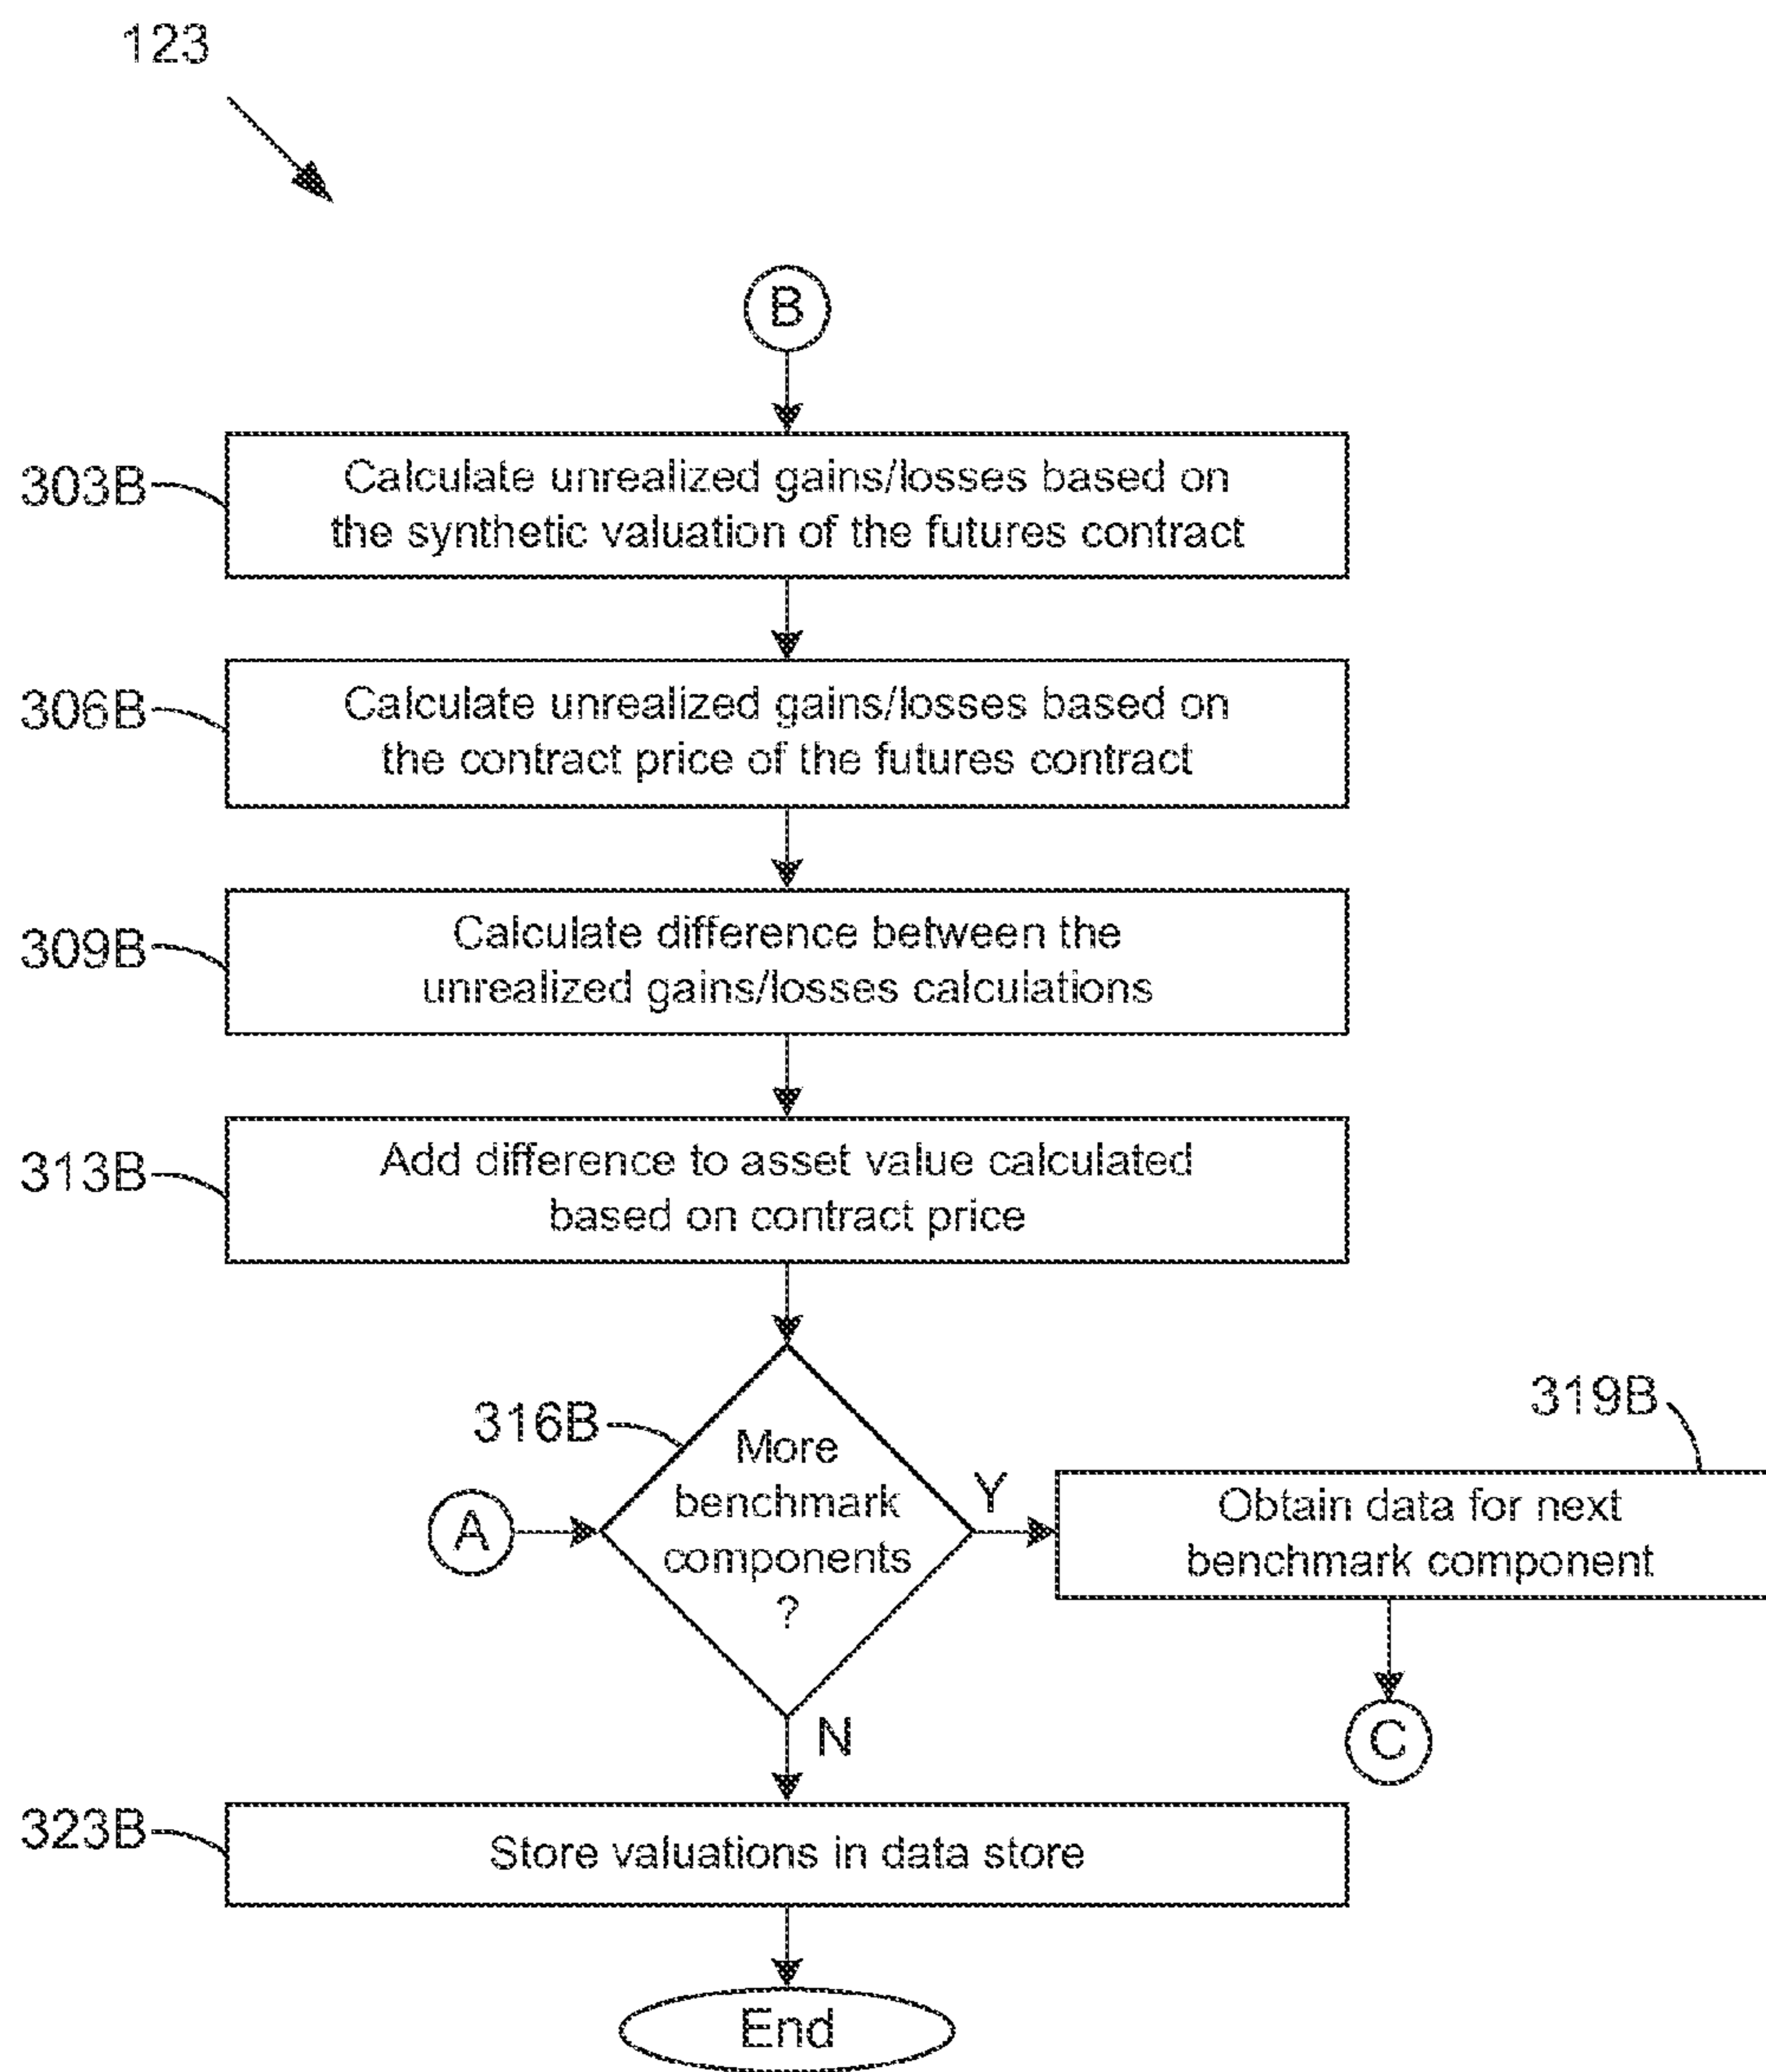 123
B
303B
Calculate unrealized gains/losses based on
the synthetic valuation of the futures contract
306B
Calculate unrealized gains/losses based on
the contract price of the futures contract
309B
Calculate difference between the
unrealized gains/losses calculations
313B
Add difference to asset value calculated
based on contract price
316B
More
benchmark
components
?
A
Y
319B
Obtain data for next
benchmark component
C
N
323B
Store valuations in data store
End